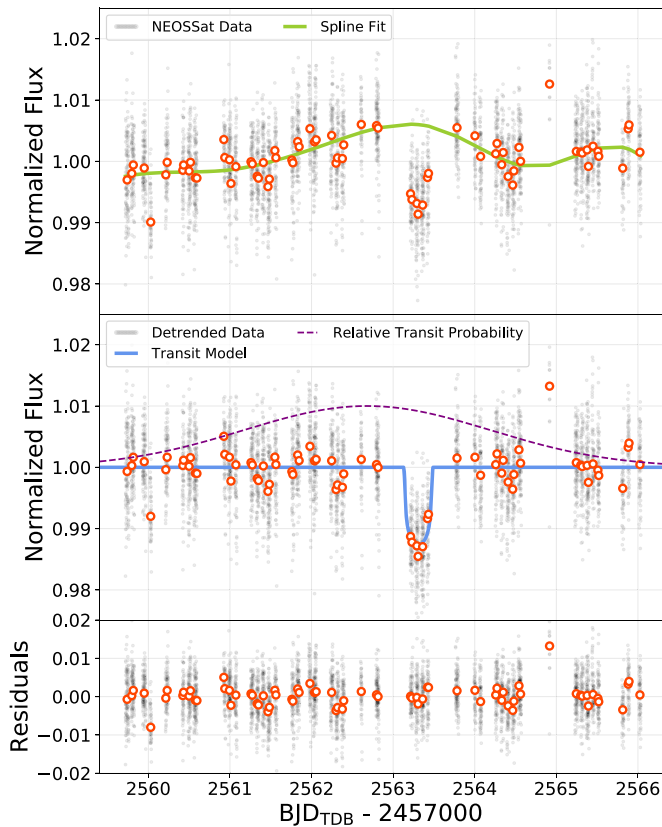 NEOSSat Data
Spline Fit
1.02
1.01
1.00
0.99
0.98
Normalized Flux
Detrended Data
Relative Transit Probability
Transit Model
1.02
1.01
1.00
0.99
0.98
Normalized Flux
0.02
0.01
0.00
−0.01
−0.02
Residuals
2560 2561 2562 2563 2564 2565 2566
BJD_TDB - 2457000